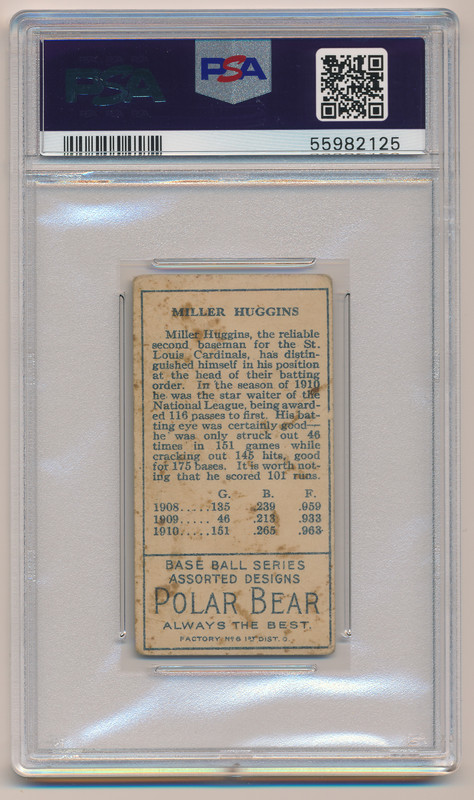 PSA
PSA
55982125
MILLER HUGGINS
Miller Huggins, the reliable
second baseman for the St.
Louis Cardinals, has distin-
guished himself in his position
at the head of their batting
order. In the season of 1910
he was the star waiter of the
National League, being award-
ed 116 passes to first. His bat-
ting eye was certainly good—
he was only struck out 46
times in 151 games while
cracking out 145 hits, good
for 175 bases. It is worth not-
ing that he scored 101 runs.
G. B. F.
1908.....135 .239 .959
1909.....46 .213 .933
1910.....151 .265 .963
BASE BALL SERIES
ASSORTED DESIGNS
POLAR BEAR
ALWAYS THE BEST.
FACTORY No 6 1st DIST. O.